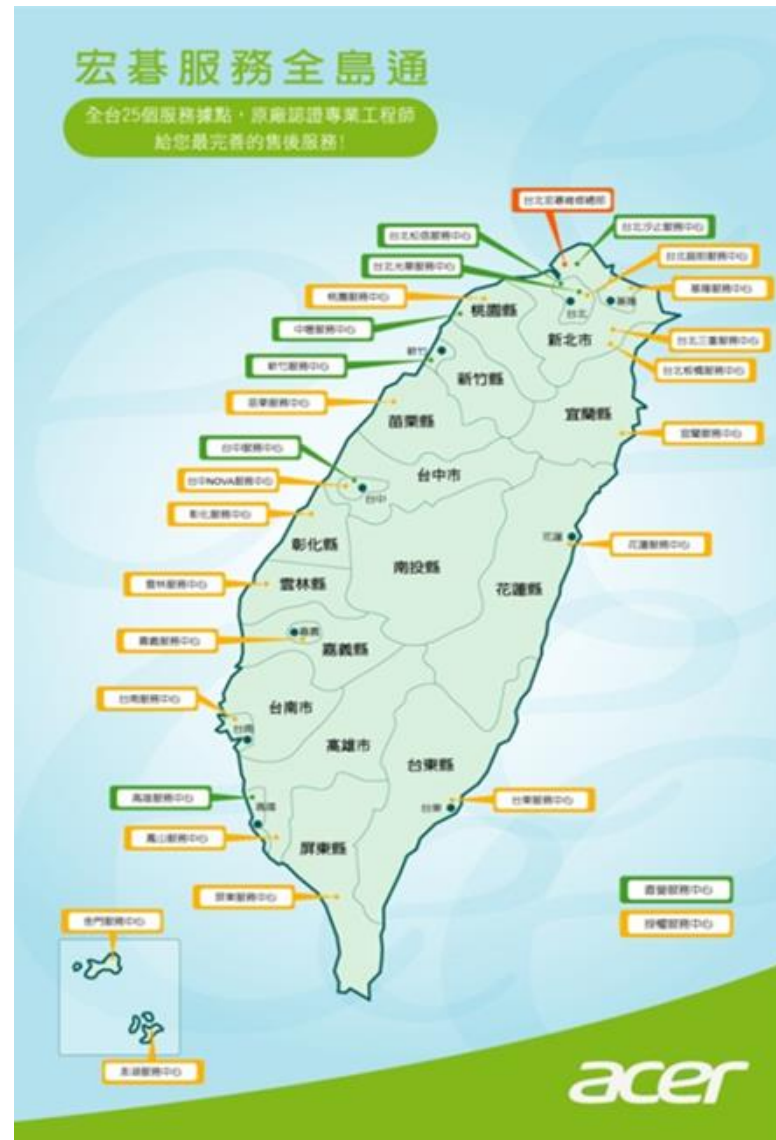 宏碁服務全島通
全台25個服務據點，原廠認證專業工程師
給您最完善的售後服務！
台北宏碁維修總部
台北松信服務中心
台北汐止服務中心
台北光華服務中心
台北館前服務中心
桃園服務中心
基隆服務中心
桃園縣
中壢服務中心
台北
基隆
新北市
台北三重服務中心
新竹
新竹服務中心
台北板橋服務中心
新竹縣
苗栗服務中心
苗栗縣
宜蘭縣
宜蘭服務中心
台中服務中心
台中市
台中NOVA服務中心
台中
彰化服務中心
彰化縣
花蓮
花蓮服務中心
南投縣
雲林服務中心
雲林縣
花蓮縣
嘉義
嘉義服務中心
嘉義縣
台南服務中心
台南市
台南
高雄市
台東縣
高雄服務中心
高雄
台東
台東服務中心
鳳山服務中心
屏東縣
屏東服務中心
直營服務中心
授權服務中心
金門服務中心
澎湖服務中心
acer